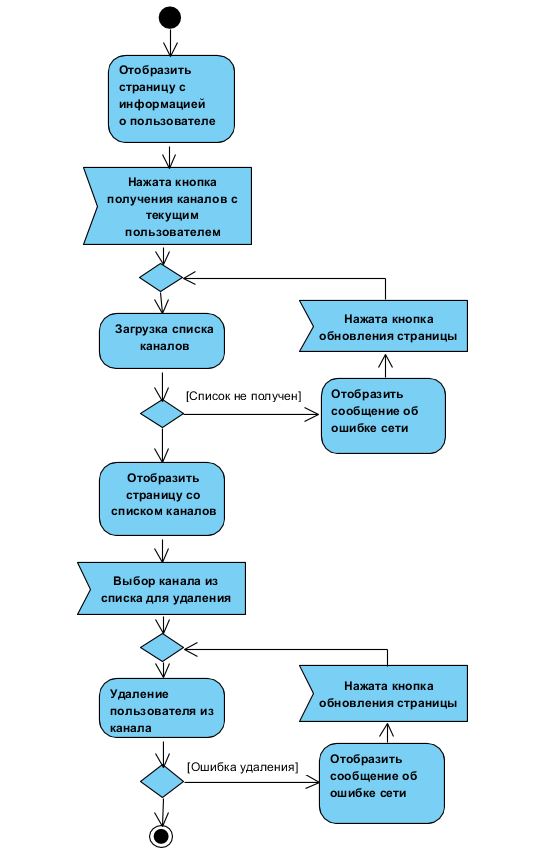 Отобразить
страницу с
информацией
о пользователе
Нажата кнопка
получения каналов с
текущим
пользователем
Загрузка списка
каналов
Нажата кнопка
обновления страницы
[Список не получен]
Отобразить
сообщение об
ошибке сети
Отобразить
страницу со
списком каналов
Выбор канала из
списка для удаления
Удаление
пользователя из
канала
Нажата кнопка
обновления страницы
[Ошибка удаления]
Отобразить
сообщение об
ошибке сети